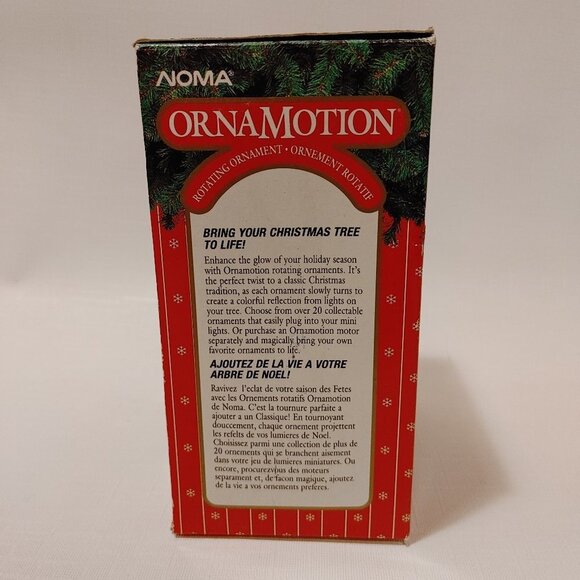 NOMA®
ORNAMOTION®
ROTATING ORNAMENT • ORNEMENT ROTATIF
BRING YOUR CHRISTMAS TREE
TO LIFE!
Enhance the glow of your holiday season
with Ornamotion rotating ornaments. It's
the perfect twist to a classic Christmas
tradition, as each ornament slowly turns to
create a colorful reflection from lights on
your tree. Choose from over 20 collectable
ornaments that easily plug into your mini
lights. Or purchase an Ornamotion motor
separately and magically bring your own
favorite ornaments to life.
AJOUTEZ DE LA VIE A VOTRE
ARBRE DE NOEL!
Ravivez l'eclat de votre saison des Fetes
avec les Ornements rotatifs Ornamotion
de Noma. C'est la tournure parfaite a
ajouter a un Classique! En tournoyant
douccement, chaque ornement projettent
les refelts de vos lumieres de Noel.
Choisissez parmi une collection de plus de
20 ornements qui se branchent aisement
dans votre jeu de lumieres miniatures. Ou
encore, procurezvous des moteurs
separament et, de facon magique, ajoutez
de la vie a vos ornements preferes.